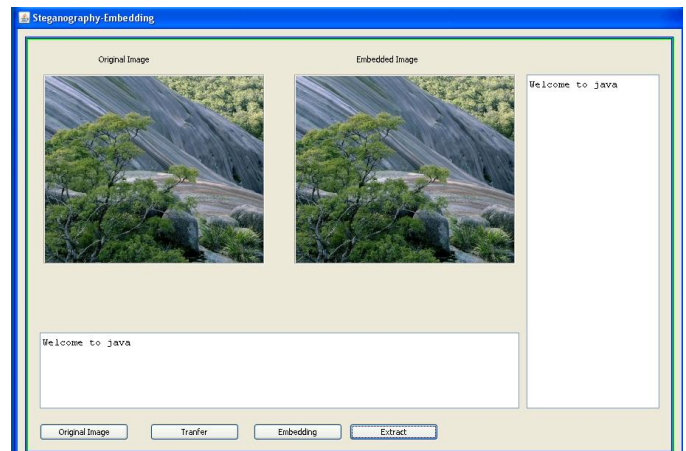 Steganography-Embedding
Original Image
Embedded Image
Welcome to java
Welcome to java
Original Image
Tranfer
Embedding
Extract